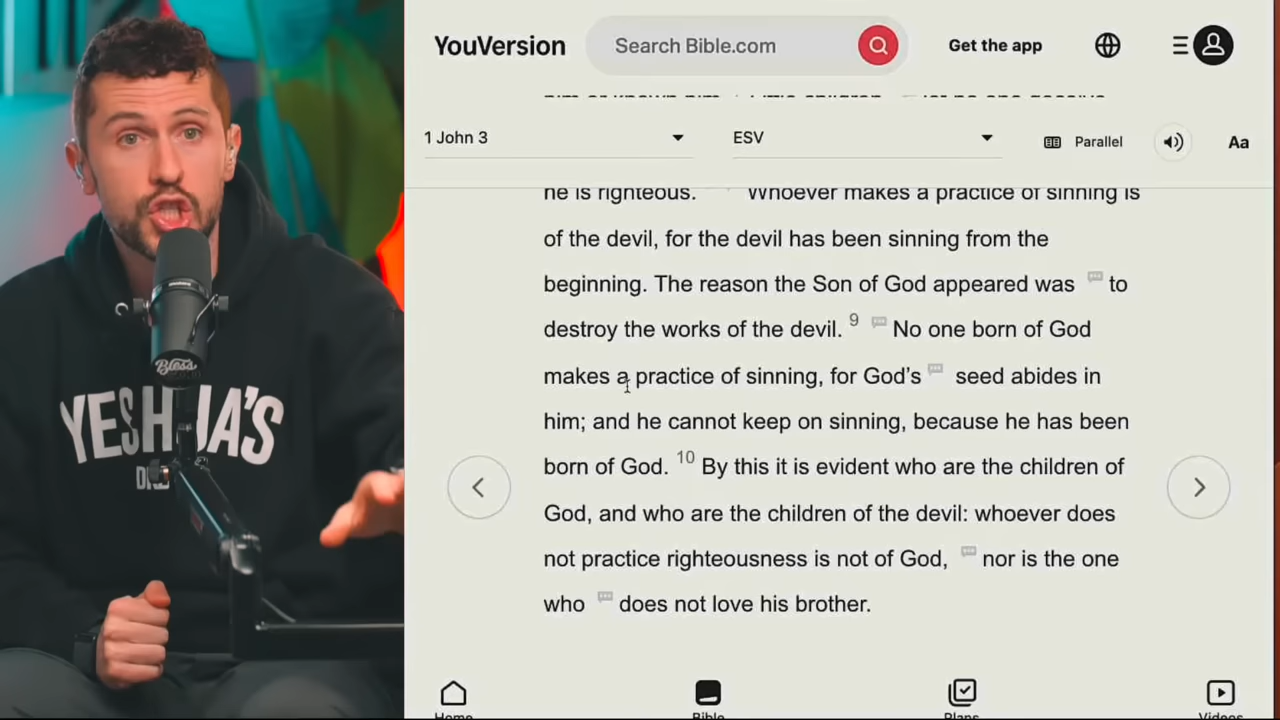 Bless
YESHUA'S
YouVersion
Search Bible.com
Get the app
1 John 3
ESV
Parallel
Aa
he is righteous. Whoever makes a practice of sinning is
of the devil, for the devil has been sinning from the
beginning. The reason the Son of God appeared was to
destroy the works of the devil. 9 No one born of God
makes a practice of sinning, for God's seed abides in
him; and he cannot keep on sinning, because he has been
born of God. 10 By this it is evident who are the children of
God, and who are the children of the devil: whoever does
not practice righteousness is not of God, nor is the one
who does not love his brother.
Home
Bible
Plans
Videos